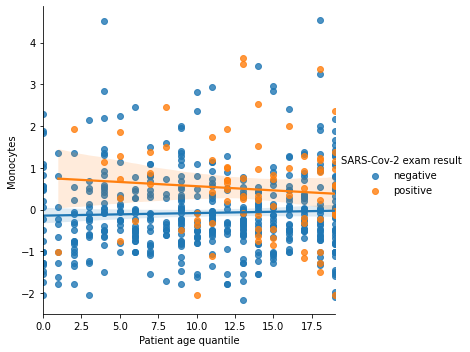 4
3
2
1
0
−1
−2
Monocytes
0.0 2.5 5.0 7.5 10.0 12.5 15.0 17.5
Patient age quantile
SARS-Cov-2 exam result
negative
positive